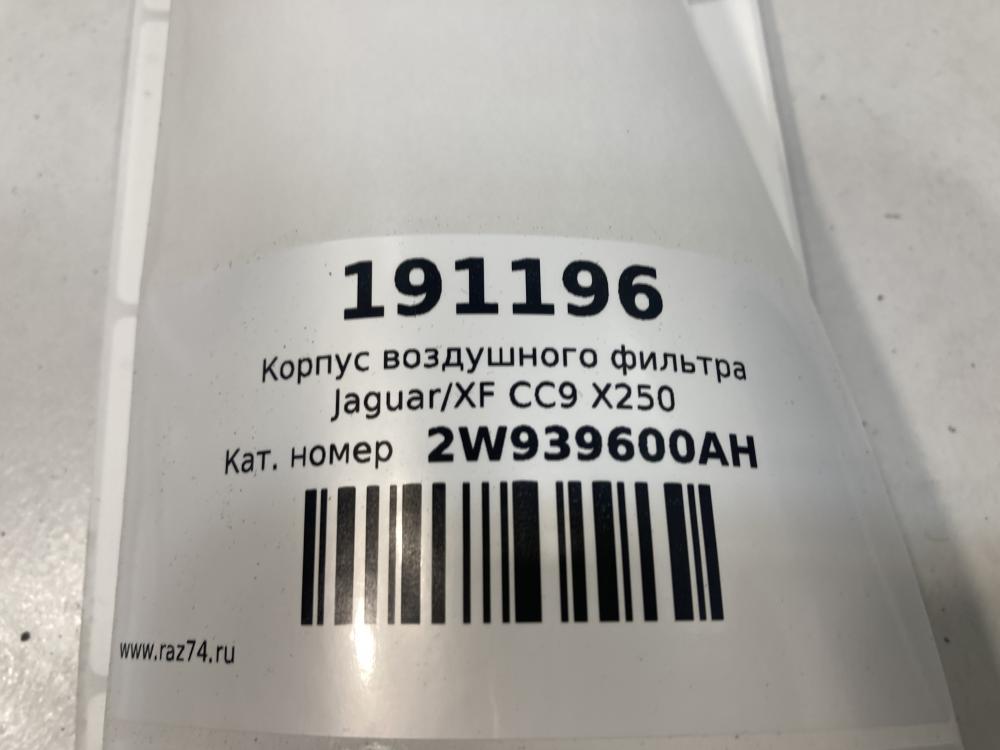 191196
Корпус воздушного фильтра
Jaguar/XF CC9 X250
Кат. номер 2W939600AH
www.raz74.ru